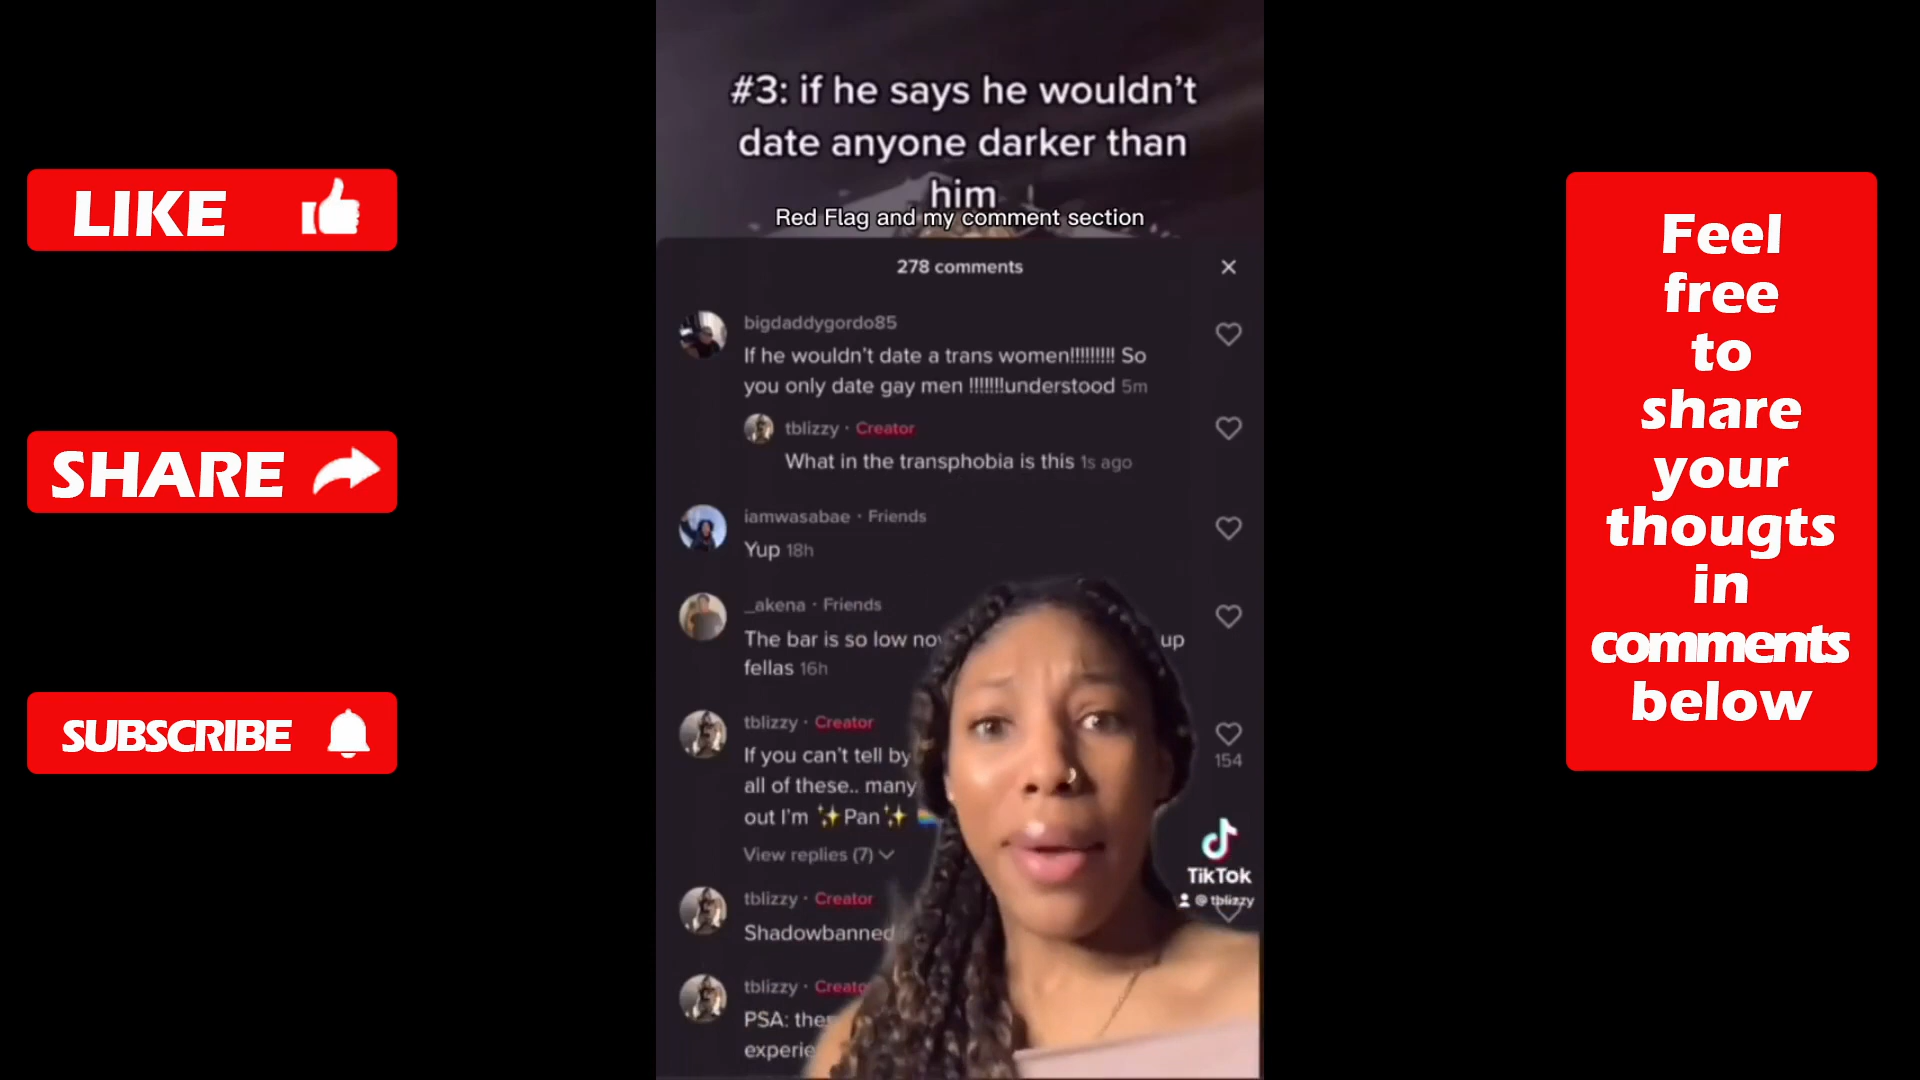 LIKE
SHARE
SUBSCRIBE
#3: if he says he wouldn't
date anyone darker than
him
Red Flag and my comment section
278 comments
bigdaddygordo85
If he wouldn't date a trans women!!!!!!!!! So
you only date gay men !!!!!!!understood 5m
tblizzy · Creator
What in the transphobia is this 1s ago
iamwasabae · Friends
Yup 18h
_akena · Friends
The bar is so low up
fellas 16h
tblizzy · Creator
If you can't tell by
all of these.. many
out I'm ✨Pan✨
154
View replies (7)
tblizzy · Creator
Shadowbanned
tblizzy · Creator
PSA:
TikTok
@tblizzy
Feel
free
to
share
your
thougts
in
comments
below